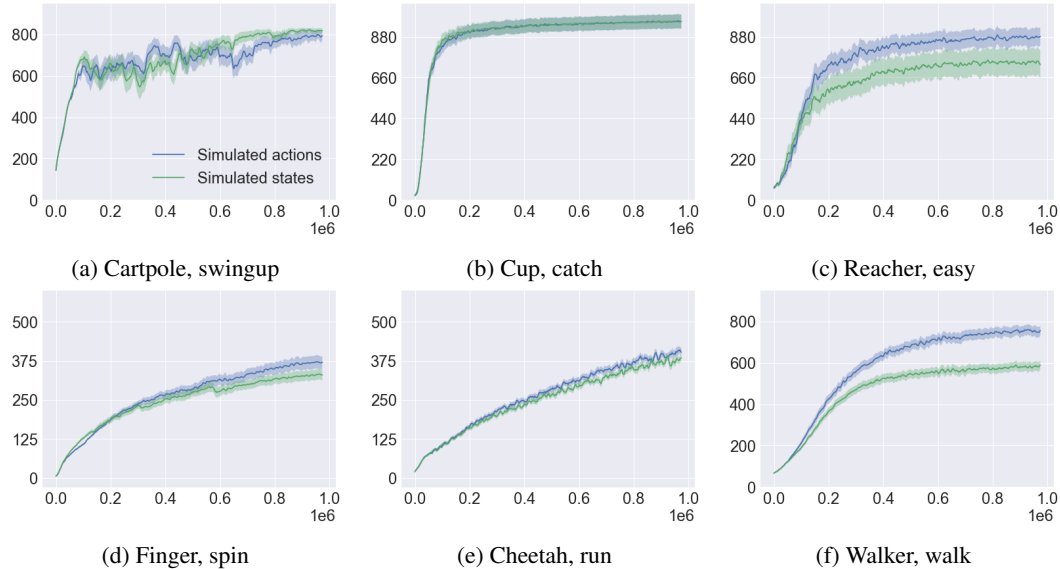 800
600
400
200
0
Simulated actions
Simulated states
0.0 0.2 0.4 0.6 0.8 1.0
1e6
(a) Cartpole, swingup
880
660
440
220
0
0.0 0.2 0.4 0.6 0.8 1.0
1e6
(b) Cup, catch
880
660
440
220
0
0.0 0.2 0.4 0.6 0.8 1.0
1e6
(c) Reacher, easy
500
375
250
125
0
0.0 0.2 0.4 0.6 0.8 1.0
1e6
(d) Finger, spin
500
375
250
125
0
0.0 0.2 0.4 0.6 0.8 1.0
1e6
(e) Cheetah, run
800
600
400
200
0
0.0 0.2 0.4 0.6 0.8 1.0
1e6
(f) Walker, walk